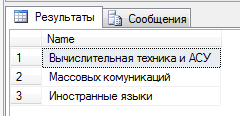 Результаты Сообщения
Name
1 Вычислительная техника и АСУ
2 Массовых комуникаций
3 Иностранные языки